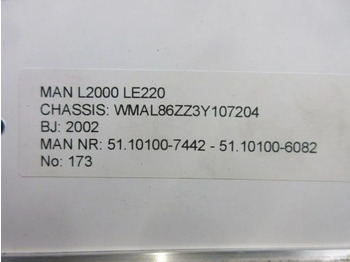 MAN L2000 LE220
CHASSIS: WMAL86ZZ3Y107204
BJ: 2002
MAN NR: 51.10100-7442 - 51.10100-6082
No: 173